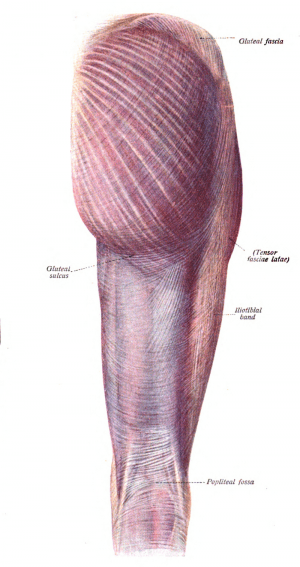 Gluteal fascia
(Tensor
fasciae latae)
Gluteal
sulcus
Iliotibial
band
Popliteal fossa